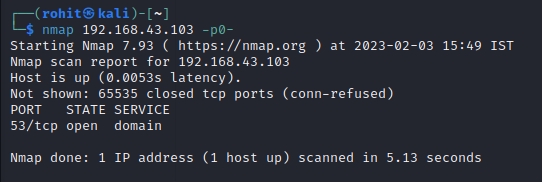 ┌──(rohit㉿kali)-[~]
└─$ nmap 192.168.43.103 -p0-
Starting Nmap 7.93 ( https://nmap.org ) at 2023-02-03 15:49 IST
Nmap scan report for 192.168.43.103
Host is up (0.0053s latency).
Not shown: 65535 closed tcp ports (conn-refused)
PORT   STATE SERVICE
53/tcp open  domain
Nmap done: 1 IP address (1 host up) scanned in 5.13 seconds